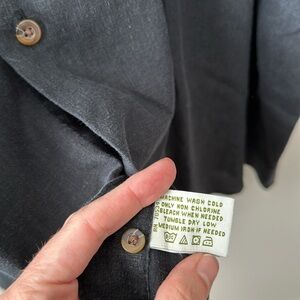 MACHINE WASH COLD
ONLY NON CHLORINE
BLEACH WHEN NEEDED
TUMBLE DRY LOW
MEDIUM IRON IF NEEDED